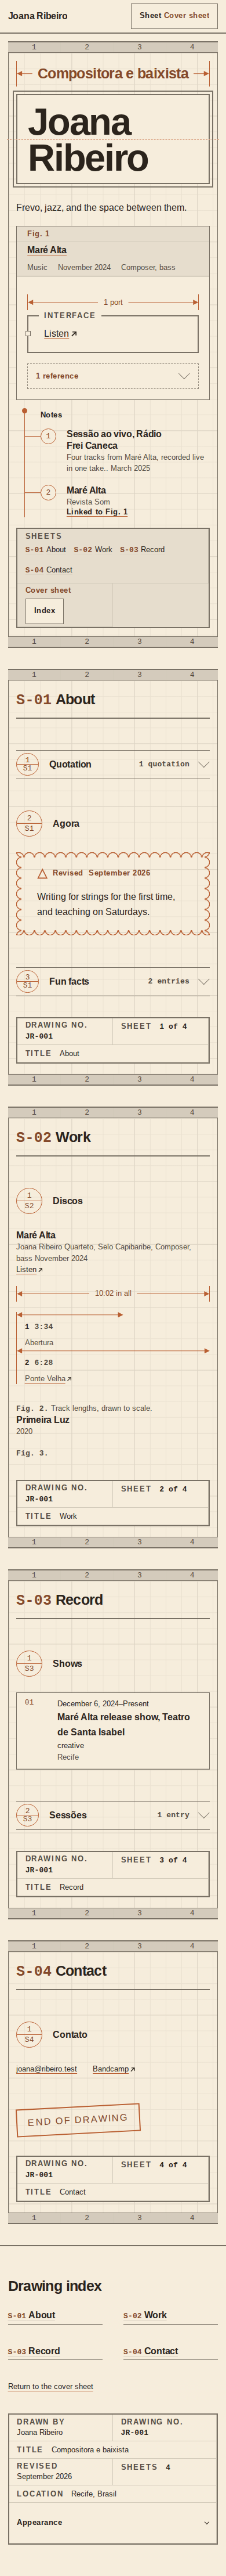 Joana Ribeiro
Sheet Cover sheet
1 2 3 4
Compositora e baixista
Joana
Ribeiro
Frevo, jazz, and the space between them.
Fig. 1
Maré Alta
Music November 2024 Composer, bass
1 port
INTERFACE
Listen
1 reference
Notes
1 Sessão ao vivo, Rádio
Frei Caneca
Four tracks from Maré Alta, recorded live
in one take.. March 2025
2 Maré Alta
Revista Som
Linked to Fig. 1
SHEETS
S-01 About S-02 Work S-03 Record
S-04 Contact
Cover sheet
Index
1 2 3 4
1 2 3 4
S-01 About
1
S1
Quotation 1 quotation
2
S1
Agora
Revised September 2026
Writing for strings for the first time,
and teaching on Saturdays.
3
S1
Fun facts 2 entries
DRAWING NO.
JR-001
SHEET 1 of 4
TITLE About
1 2 3 4
1 2 3 4
S-02 Work
1
S2
Discos
Maré Alta
Joana Ribeiro Quarteto, Selo Capibaribe, Composer,
bass November 2024
Listen
10:02 in all
1 3:34
Abertura
2 6:28
Ponte Velha
Fig. 2. Track lengths, drawn to scale.
Primeira Luz
2020
Fig. 3.
DRAWING NO.
JR-001
SHEET 2 of 4
TITLE Work
1 2 3 4
1 2 3 4
S-03 Record
1
S3
Shows
01 December 6, 2024–Present
Maré Alta release show, Teatro
de Santa Isabel
creative
Recife
2
S3
Sessões 1 entry
DRAWING NO.
JR-001
SHEET 3 of 4
TITLE Record
1 2 3 4
1 2 3 4
S-04 Contact
1
S4
Contato
joana@ribeiro.test Bandcamp
END OF DRAWING
DRAWING NO.
JR-001
SHEET 4 of 4
TITLE Contact
1 2 3 4
Drawing index
S-01 About S-02 Work
S-03 Record S-04 Contact
Return to the cover sheet
DRAWN BY
Joana Ribeiro
DRAWING NO.
JR-001
TITLE Compositora e baixista
REVISED
September 2026
SHEETS 4
LOCATION Recife, Brasil
Appearance